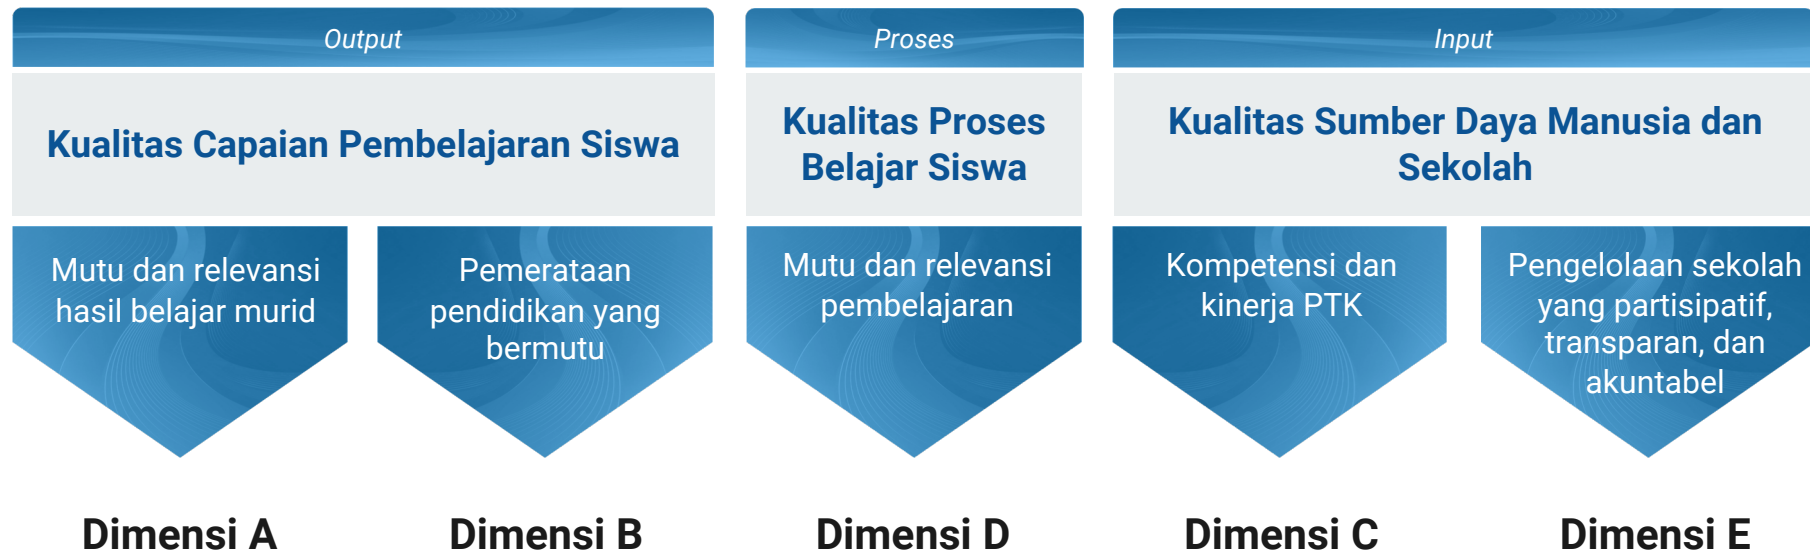 Output
Kualitas Capaian Pembelajaran Siswa
Mutu dan relevansi
hasil belajar murid
Dimensi A
Pemerataan
pendidikan yang
bermutu
Dimensi B
Proses
Kualitas Proses
Belajar Siswa
Mutu dan relevansi
pembelajaran
Dimensi D
Input
Kualitas Sumber Daya Manusia dan
Sekolah
Kompetensi dan
kinerja PTK
Dimensi C
Pengelolaan sekolah
yang partisipatif,
transparan, dan
akuntabel
Dimensi E